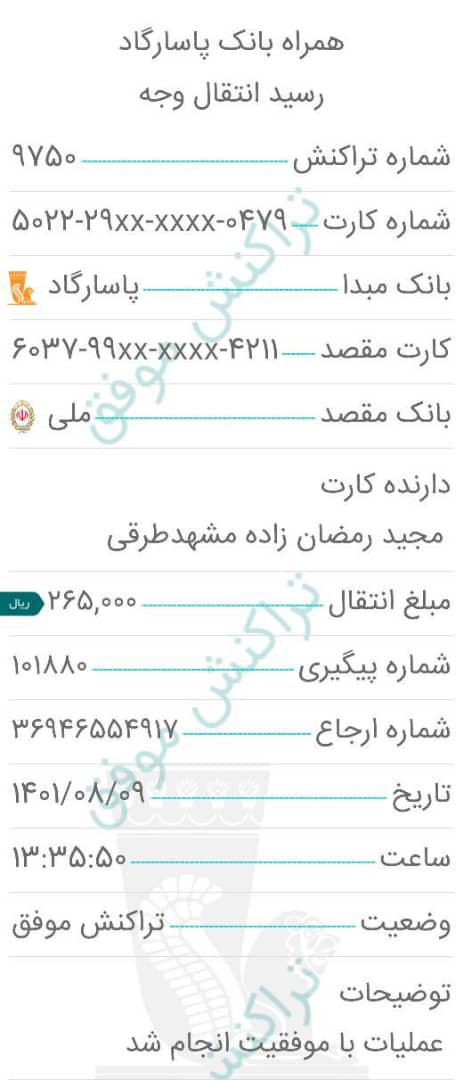 همراه بانک پاسارگاد
رسید انتقال وجه
شماره تراکنش ۹۷۵۰
شماره کارت ۵۰۲۲-۲۹xx-xxxx-۰۴۷۹
بانک مبدا پاسارگاد
کارت مقصد ۶۰۳۷-۹۹xx-xxxx-۴۲۱۱
بانک مقصد ملی
دارنده کارت
مجید رمضان زاده مشهدطرقی
مبلغ انتقال ۲۶۵,۰۰۰ ریال
شماره پیگیری ۱۰۱۸۸۰
شماره ارجاع ۳۶۹۴۶۵۵۴۹۱۷
تاریخ ۱۴۰۱/۰۸/۰۹
ساعت ۱۳:۳۵:۵۰
وضعیت تراکنش موفق
توضیحات
عملیات با موفقیت انجام شد
تراکنش موفق
تراکنش موفق
تراکنش